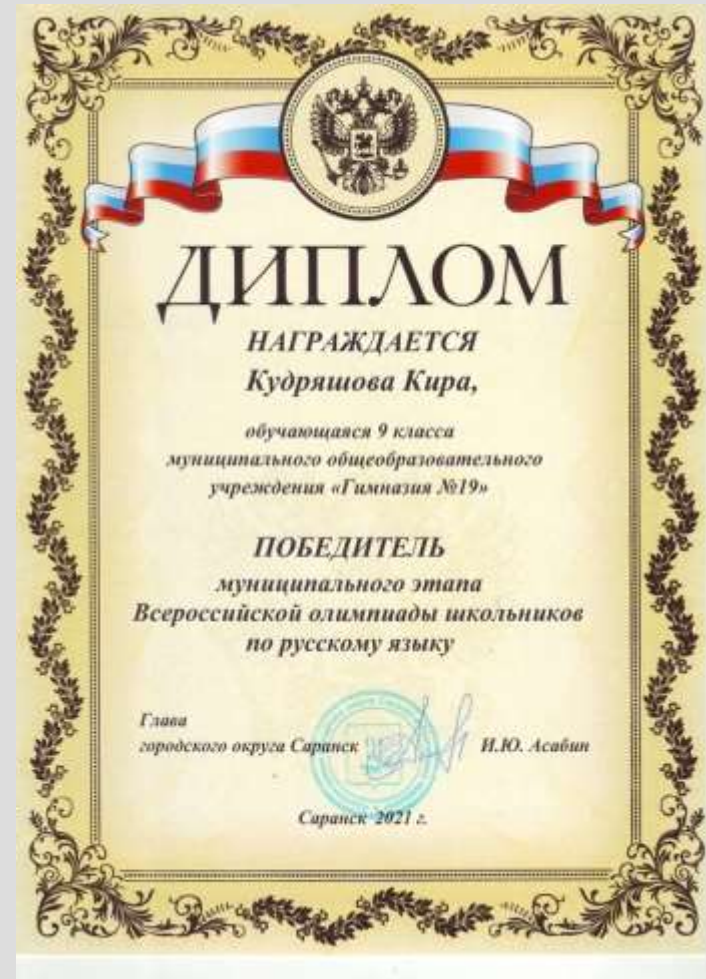 ДИПЛОМ
НАГРАЖДАЕТСЯ
Кудряшова Кира,
обучающаяся 9 класса
муниципального общеобразовательного
учреждения «Гимназия №19»
ПОБЕДИТЕЛЬ
муниципального этапа
Всероссийской олимпиады школьников
по русскому языку
Глава
городского округа Саранск И.Ю. Асабин
Саранск 2021 г.